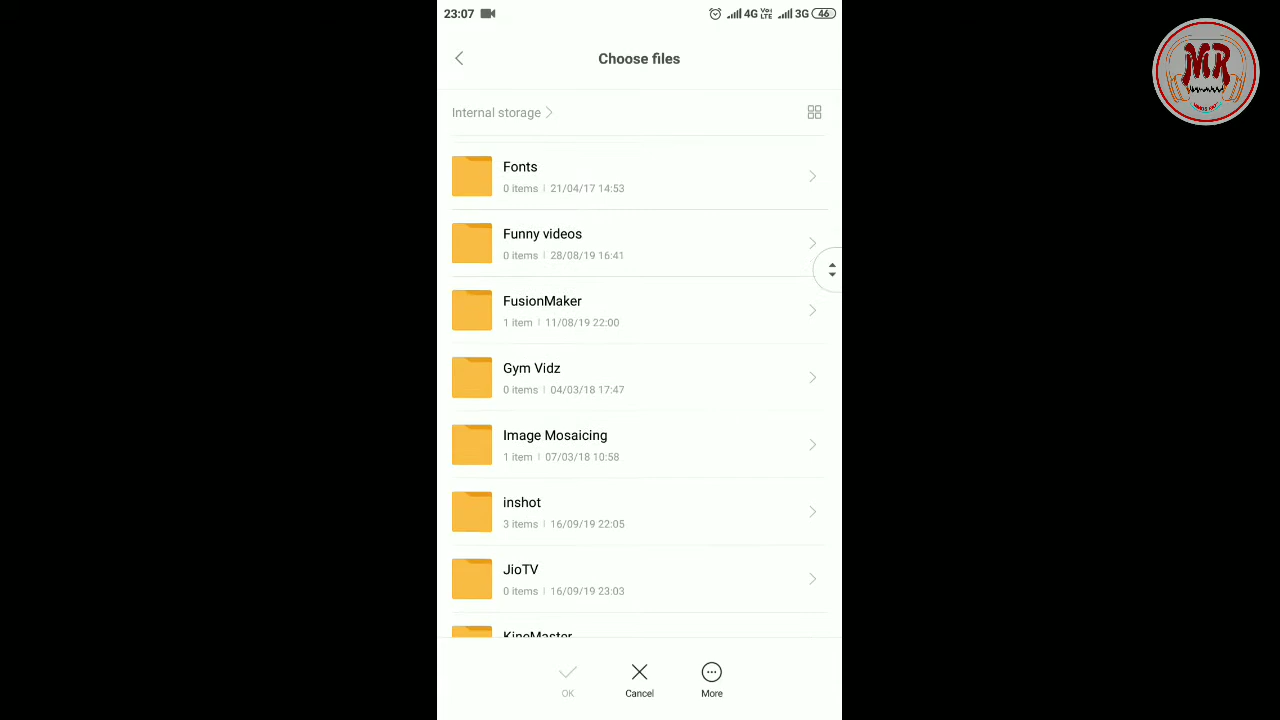 23:07 4G VoLTE 3G 46
Choose files
Internal storage
Fonts
0 items | 21/04/17 14:53
Funny videos
0 items | 28/08/19 16:41
FusionMaker
1 item | 11/08/19 22:00
Gym Vidz
0 items | 04/03/18 17:47
Image Mosaicing
1 item | 07/03/18 10:58
inshot
3 items | 16/09/19 22:05
JioTV
0 items | 16/09/19 23:03
KineMaster
OK Cancel More
MR